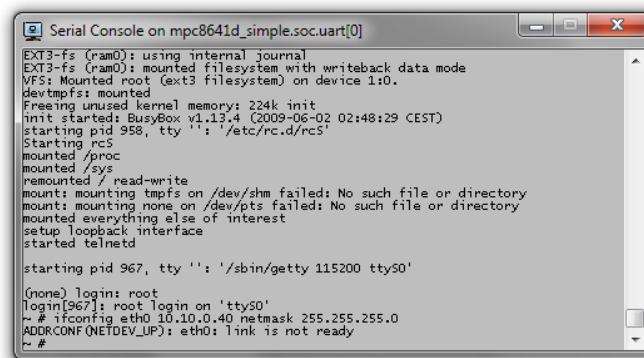 Serial Console on mpc8641d_simple.soc.uart[0]
EXT3-fs (ram0): using internal journal
EXT3-fs (ram0): mounted filesystem with writeback data mode
VFS: Mounted root (ext3 filesystem) on device 1:0.
devtmpfs: mounted
Freeing unused kernel memory: 224k init
init started: BusyBox v1.13.4 (2009-06-02 02:48:29 CEST)
starting pid 958, tty '': '/etc/rc.d/rcS'
Starting rcS
mounted /proc
mounted /sys
remounted / read-write
mount: mounting tmpfs on /dev/shm failed: No such file or directory
mount: mounting none on /dev/pts failed: No such file or directory
mounted everything else of interest
setup loopback interface
started telnetd
starting pid 967, tty '': '/sbin/getty 115200 ttyS0'
(none) login: root
login[967]: root login on 'ttyS0'
~ # ifconfig eth0 10.10.0.40 netmask 255.255.255.0
ADDRCONF(NETDEV_UP): eth0: link is not ready
~ #